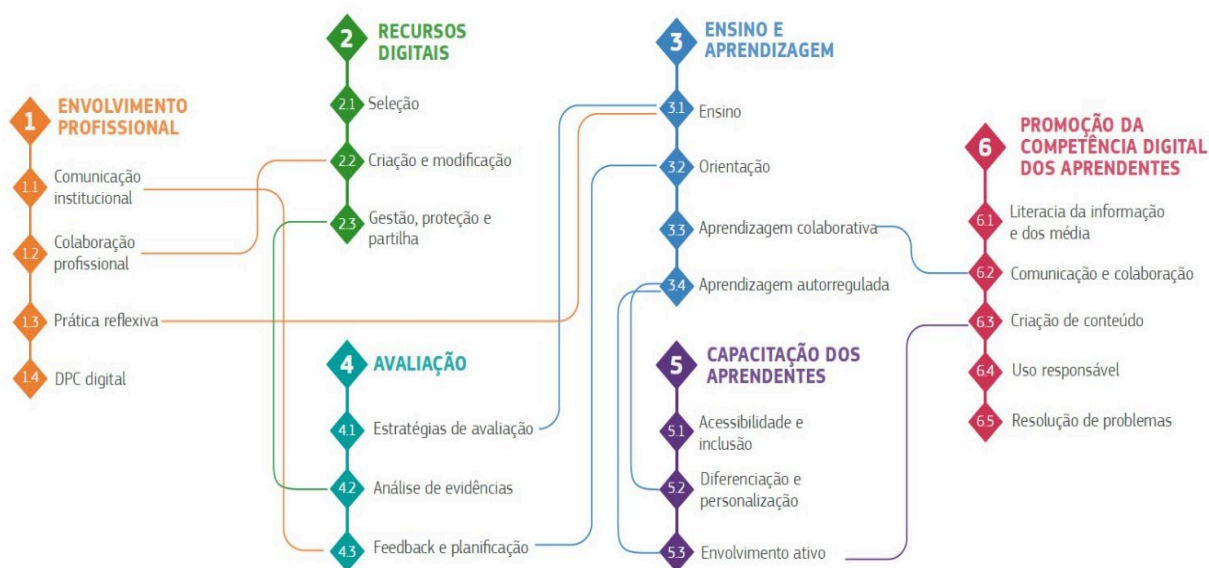 1 ENVOLVIMENTO
PROFISSIONAL
1.1 Comunicação
institucional
1.2 Colaboração
profissional
1.3 Prática reflexiva
1.4 DPC digital
2 RECURSOS
DIGITAIS
2.1 Seleção
2.2 Criação e modificação
2.3 Gestão, proteção e
partilha
3 ENSINO E
APRENDIZAGEM
3.1 Ensino
3.2 Orientação
3.3 Aprendizagem colaborativa
3.4 Aprendizagem autorregulada
4 AVALIAÇÃO
4.1 Estratégias de avaliação
4.2 Análise de evidências
4.3 Feedback e planificação
5 CAPACITAÇÃO DOS
APRENDENTES
5.1 Acessibilidade e
inclusão
5.2 Diferenciação e
personalização
5.3 Envolvimento ativo
6 PROMOÇÃO DA
COMPETÊNCIA DIGITAL
DOS APRENDENTES
6.1 Literacia da informação
e dos média
6.2 Comunicação e colaboração
6.3 Criação de conteúdo
6.4 Uso responsável
6.5 Resolução de problemas